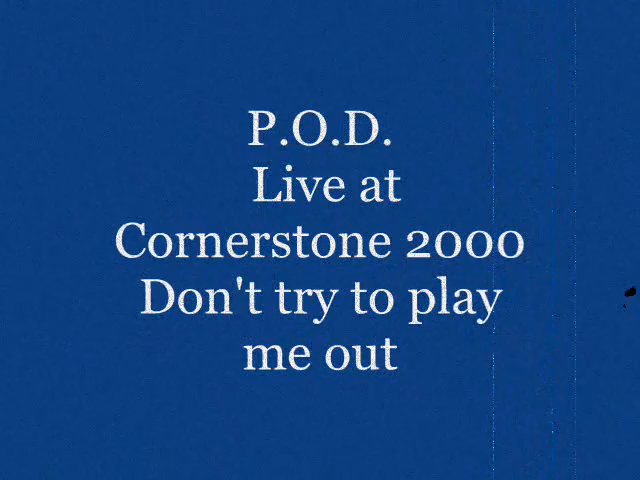 P.O.D.
Live at
Cornerstone 2000
Don't try to play
me out